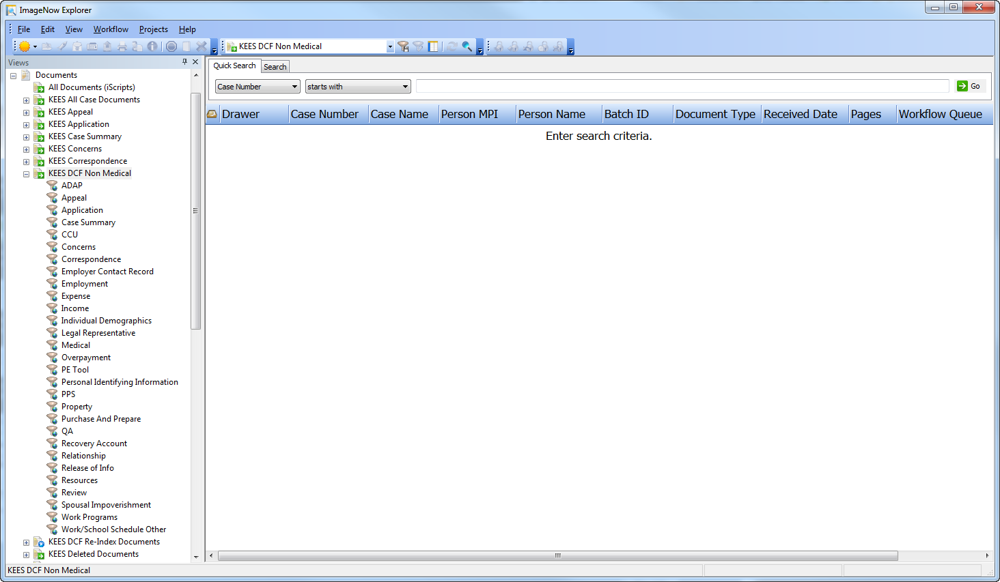 ImageNow Explorer
File Edit View Workflow Projects Help
KEES DCF Non Medical
Views
Documents
All Documents (iScripts)
KEES All Case Documents
KEES Appeal
KEES Application
KEES Case Summary
KEES Concerns
KEES Correspondence
KEES DCF Non Medical
ADAP
Appeal
Application
Case Summary
CCU
Concerns
Correspondence
Employer Contact Record
Employment
Expense
Income
Individual Demographics
Legal Representative
Medical
Overpayment
PE Tool
Personal Identifying Information
PPS
Property
Purchase And Prepare
QA
Recovery Account
Relationship
Release of Info
Resources
Review
Spousal Impoverishment
Work Programs
Work/School Schedule Other
KEES DCF Re-Index Documents
KEES Deleted Documents
Quick Search Search
Case Number starts with Go
Drawer Case Number Case Name Person MPI Person Name Batch ID Document Type Received Date Pages Workflow Queue
Enter search criteria.
KEES DCF Non Medical